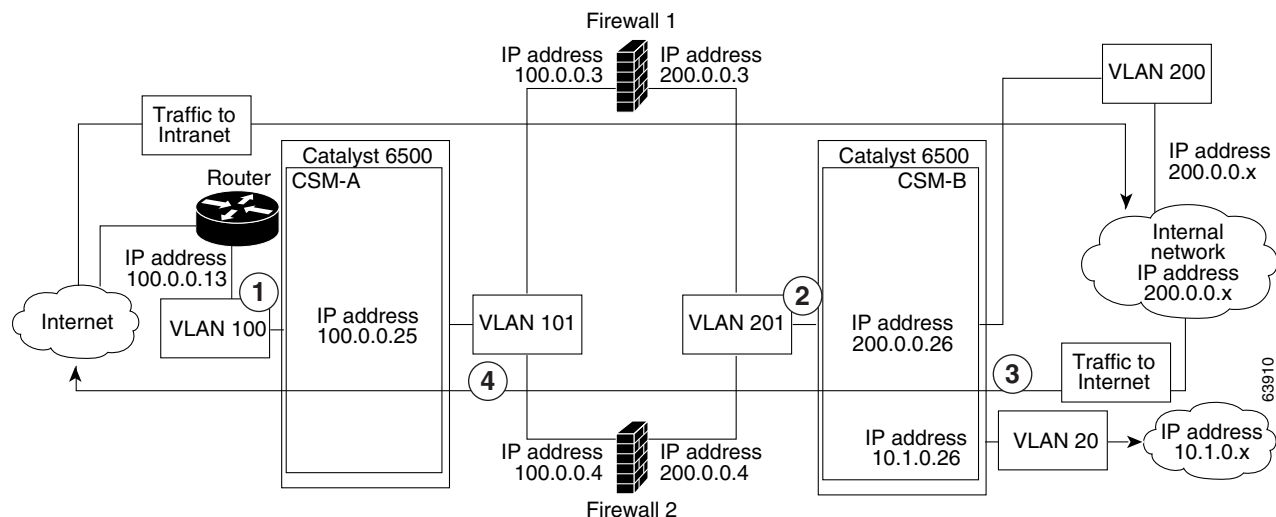 Firewall 1
IP address
100.0.0.3
IP address
200.0.0.3
VLAN 200
Traffic to
Intranet
IP address
200.0.0.x
Catalyst 6500
CSM-A
Catalyst 6500
CSM-B
Router
IP address
100.0.0.13
1
Internet
VLAN 100
IP address
100.0.0.25
VLAN 101
VLAN 201
2
IP address
200.0.0.26
Internal
network
IP address
200.0.0.x
4
3
Traffic to
Internet
63910
IP address
100.0.0.4
IP address
200.0.0.4
IP address
10.1.0.26
VLAN 20
IP address
10.1.0.x
Firewall 2